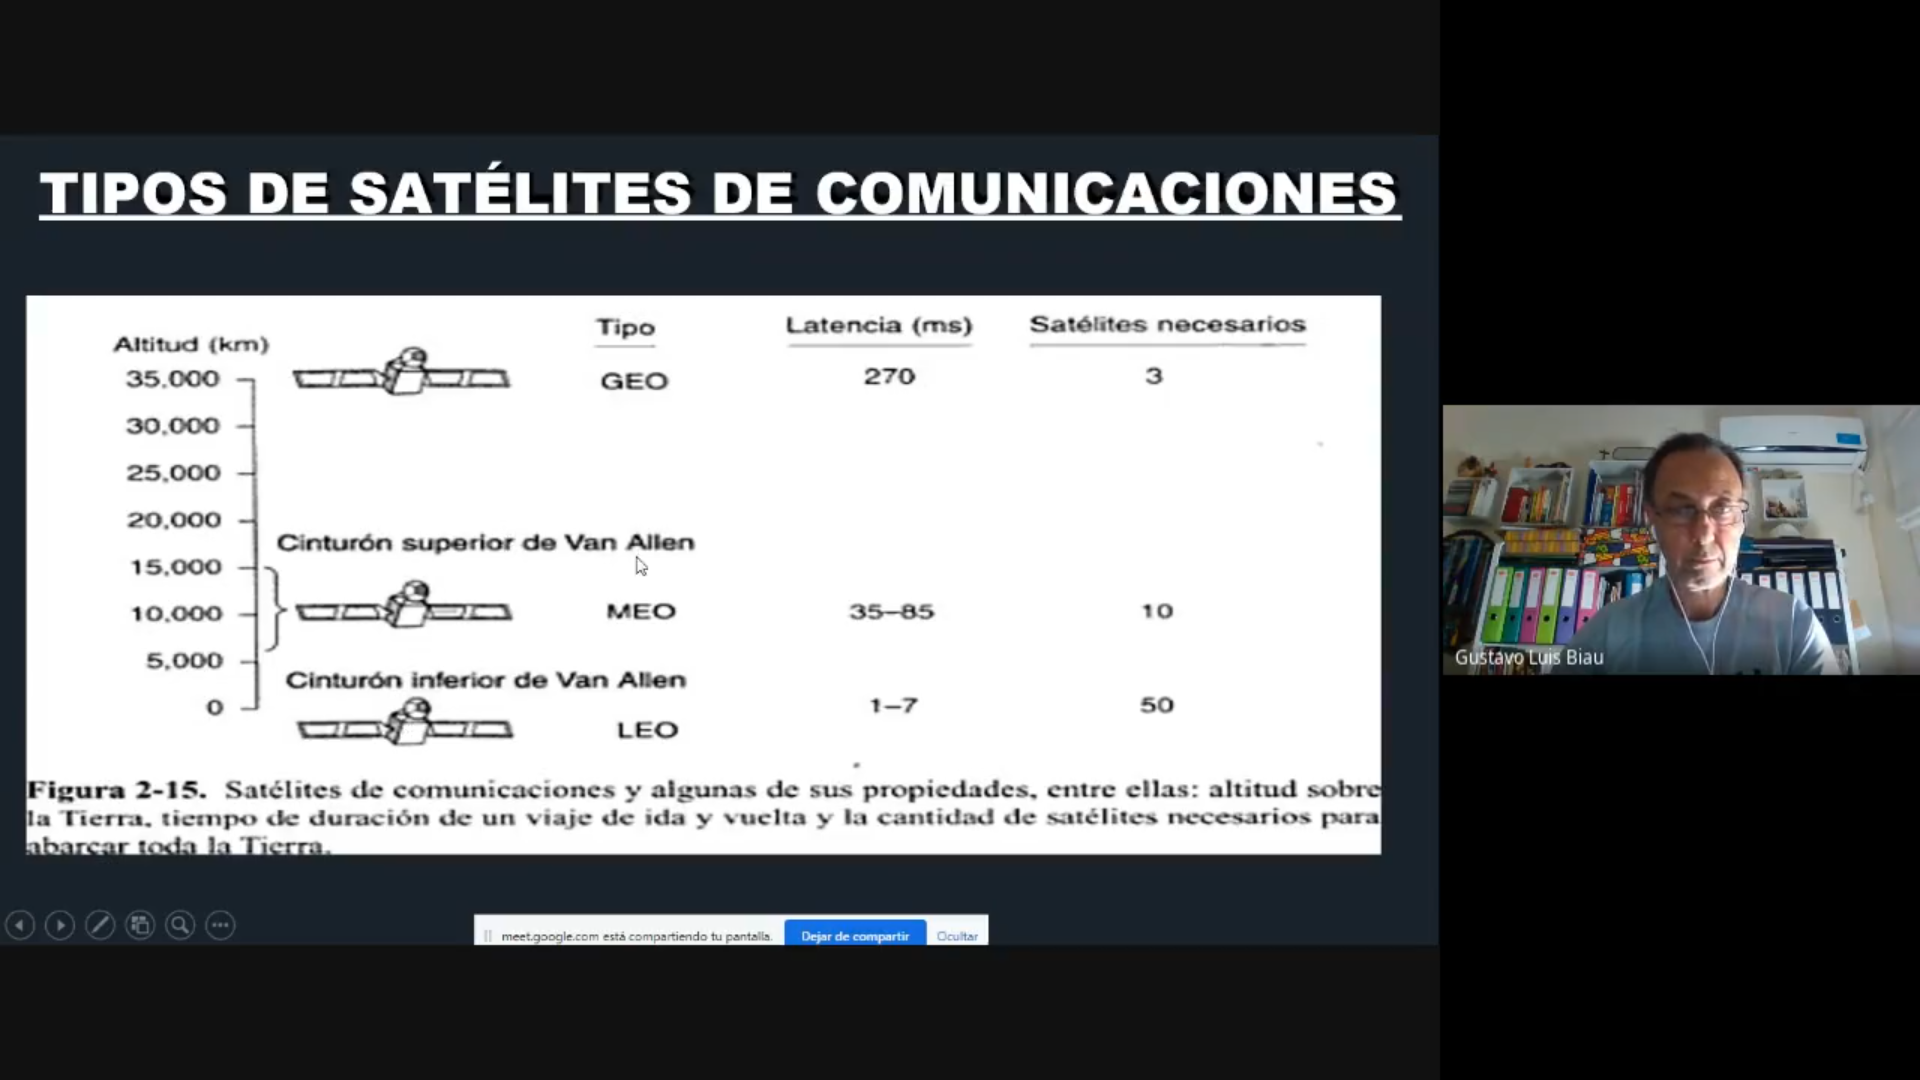 TIPOS DE SATÉLITES DE COMUNICACIONES
Altitud (km) Tipo Latencia (ms) Satélites necesarios
35,000 GEO 270 3
30,000
25,000
20,000
Cinturón superior de Van Allen
15,000
10,000 MEO 35–85 10
5,000
Cinturón inferior de Van Allen
0 1–7 50
LEO
Figura 2-15. Satélites de comunicaciones y algunas de sus propiedades, entre ellas: altitud sobre
la Tierra, tiempo de duración de un viaje de ida y vuelta y la cantidad de satélites necesarios para
abarcar toda la Tierra.
meet.google.com está compartiendo tu pantalla. Dejar de compartir Ocultar
Gustavo Luis Biau